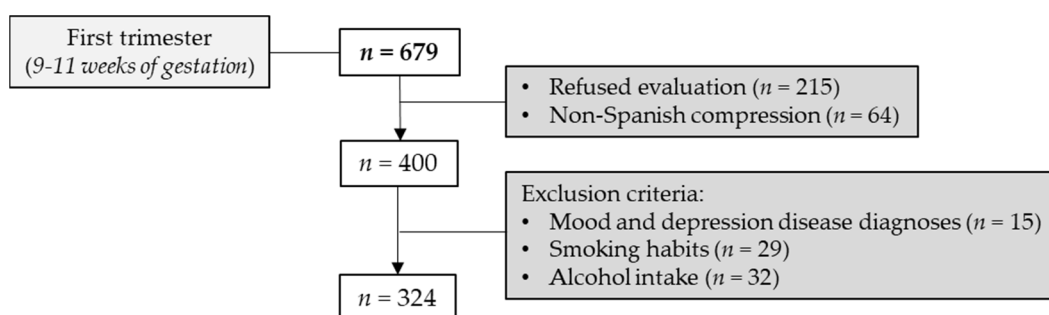 First trimester
(9-11 weeks of gestation)
n = 679
• Refused evaluation (n = 215)
• Non-Spanish compression (n = 64)
n = 400
Exclusion criteria:
• Mood and depression disease diagnoses (n = 15)
• Smoking habits (n = 29)
• Alcohol intake (n = 32)
n = 324